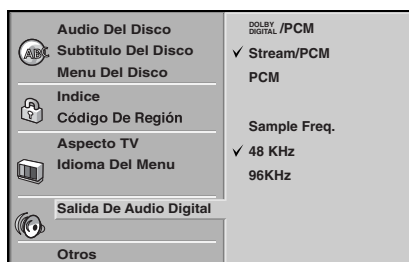 Audio Del Disco
Subtitulo Del Disco
Menu Del Disco
Indice
Código De Región
Aspecto TV
Idioma Del Menu
Salida De Audio Digital
Otros
ABC
DOLBY DIGITAL /PCM
Stream/PCM
PCM
Sample Freq.
48 KHz
96KHz